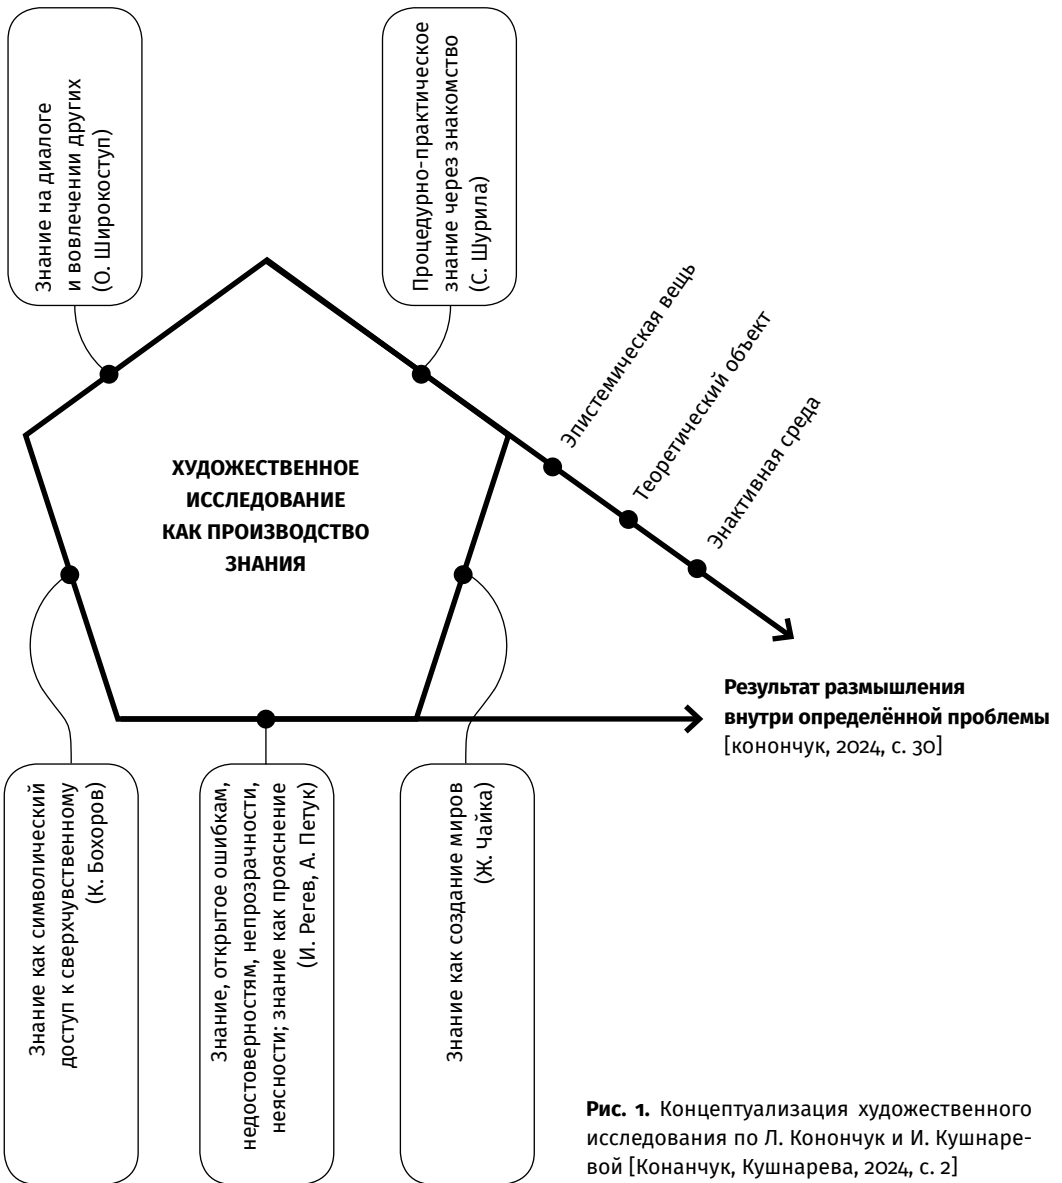 Знание на диалоге
и вовлечении других
(О. Широкоступ)
Процедурно-практическое
знание через знакомство
(С. Шурила)
Эпистемическая вещь
Теоретический объект
Энактивная среда
ХУДОЖЕСТВЕННОЕ
ИССЛЕДОВАНИЕ
КАК ПРОИЗВОДСТВО
ЗНАНИЯ
Результат размышления
внутри определённой проблемы
[конончук, 2024, с. 30]
Знание как символический
доступ к сверхчувственному
(К. Бохоров)
Знание, открытое ошибкам,
недостоверностям, непрозрачности,
неясности; знание как прояснение
(И. Регев, А. Петук)
Знание как создание миров
(Ж. Чайка)
Рис. 1. Концептуализация художественного
исследования по Л. Конончук и И. Кушнаре-
вой [Конанчук, Кушнарева, 2024, с. 2]